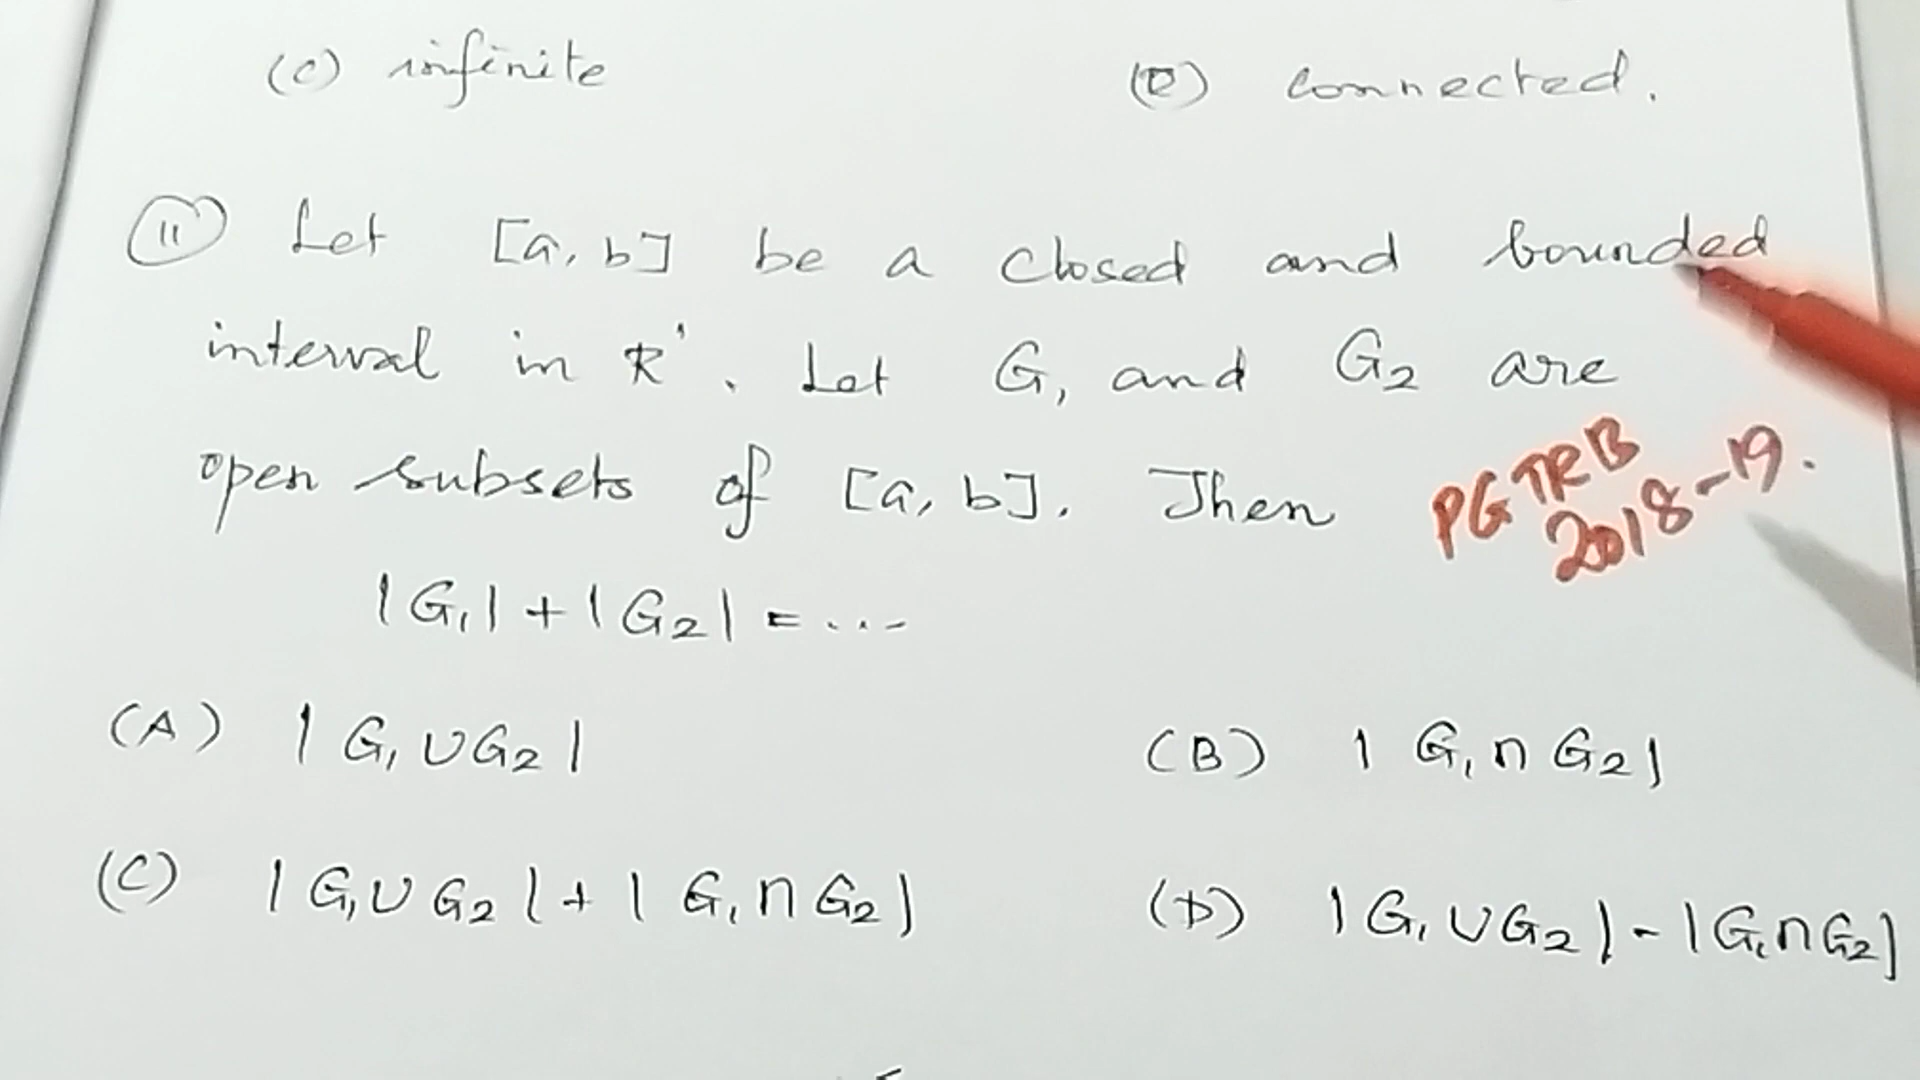 (C) infinite (D) connected.
(11) Let [a, b] be a closed and bounded
interval in R¹. Let G₁ and G₂ are
open subsets of [a, b]. Then
PG TRB
2018-19.
|G₁| + |G₂| = ...
(A) |G₁ ∪ G₂| (B) |G₁ ∩ G₂|
(C) |G₁ ∪ G₂| + |G₁ ∩ G₂| (D) |G₁ ∪ G₂| - |G₁ ∩ G₂|